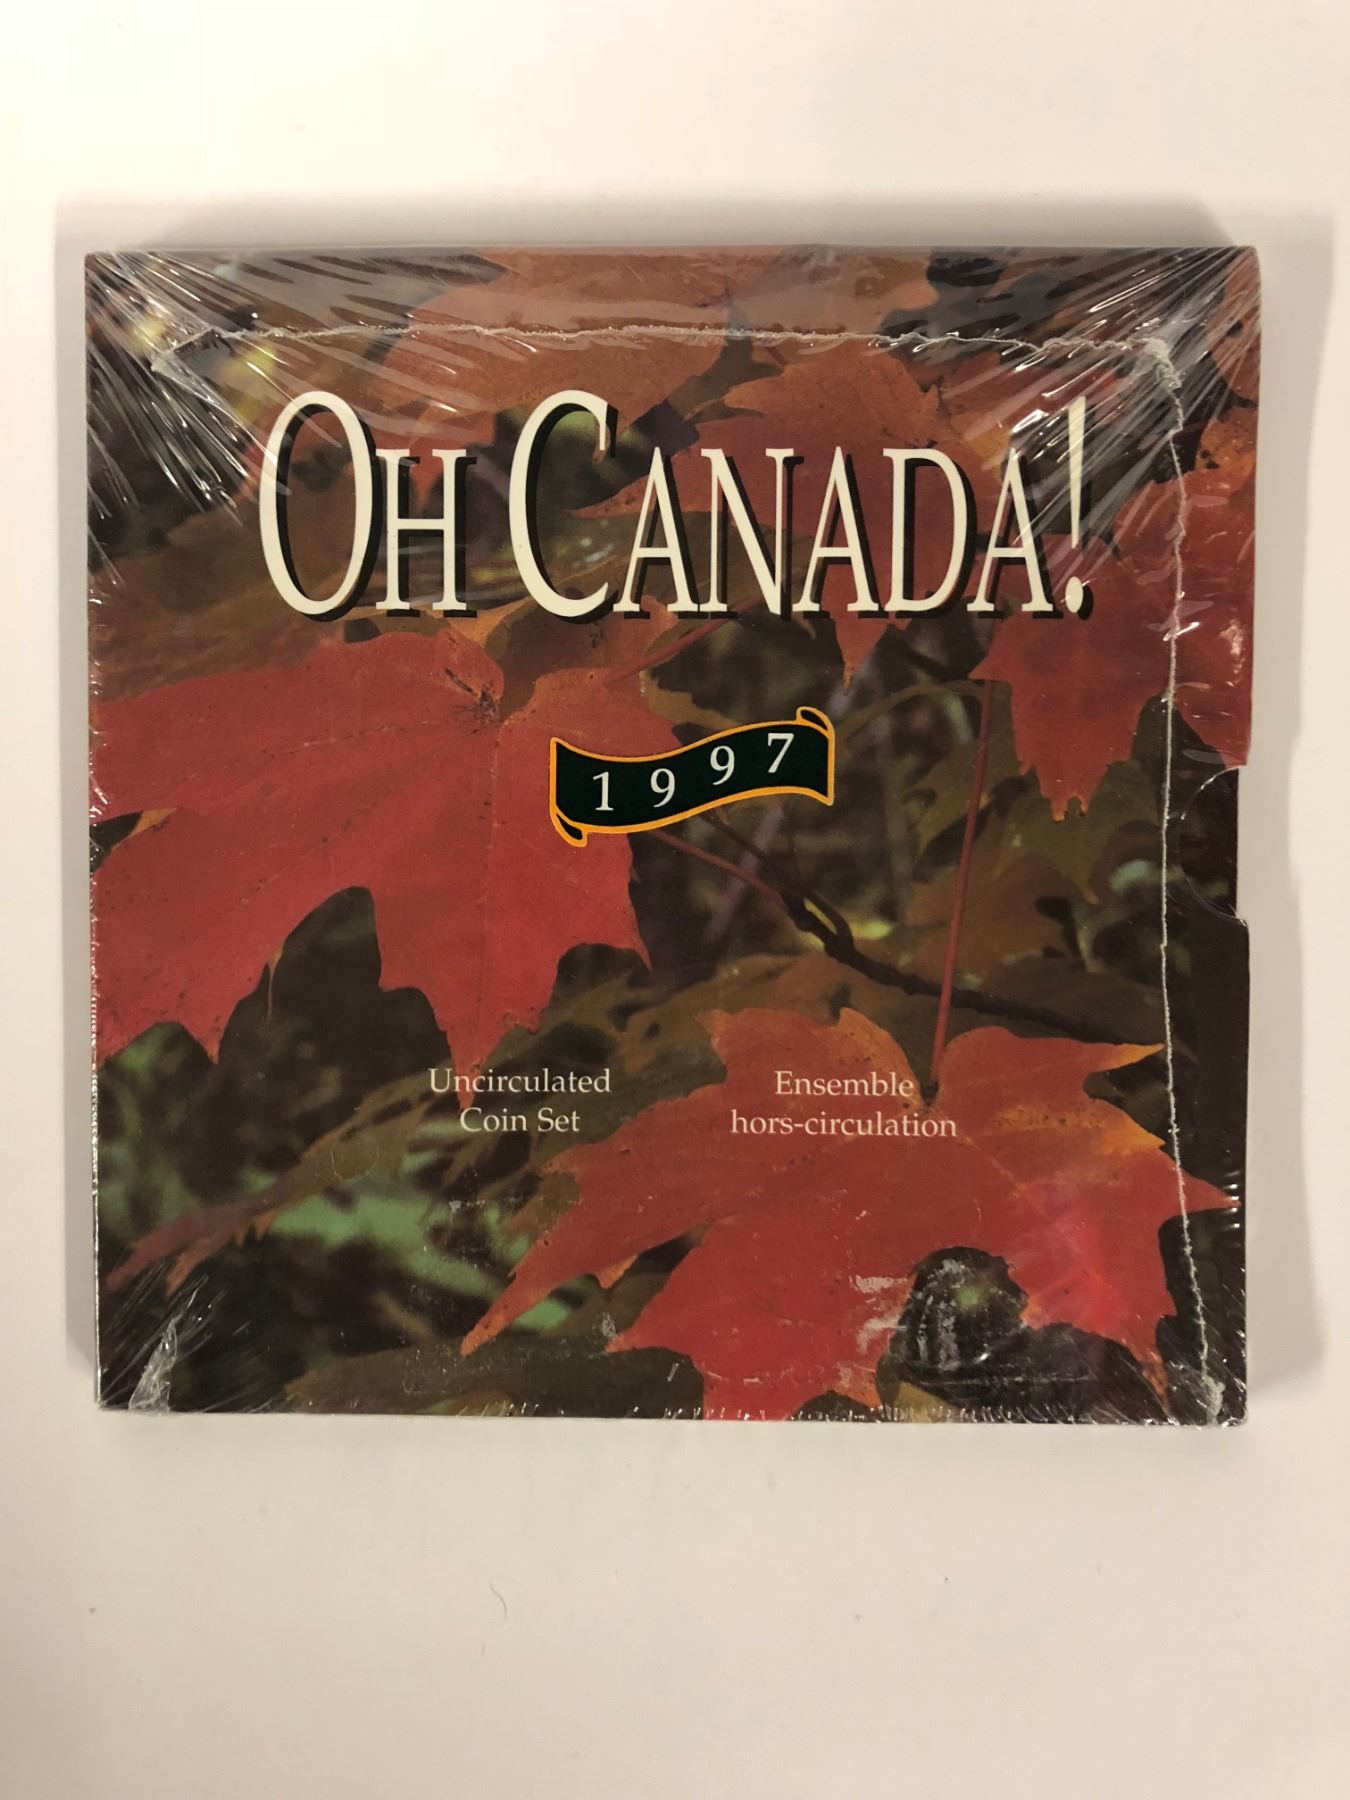 OH CANADA!
1997
Uncirculated
Coin Set
Ensemble
hors-circulation